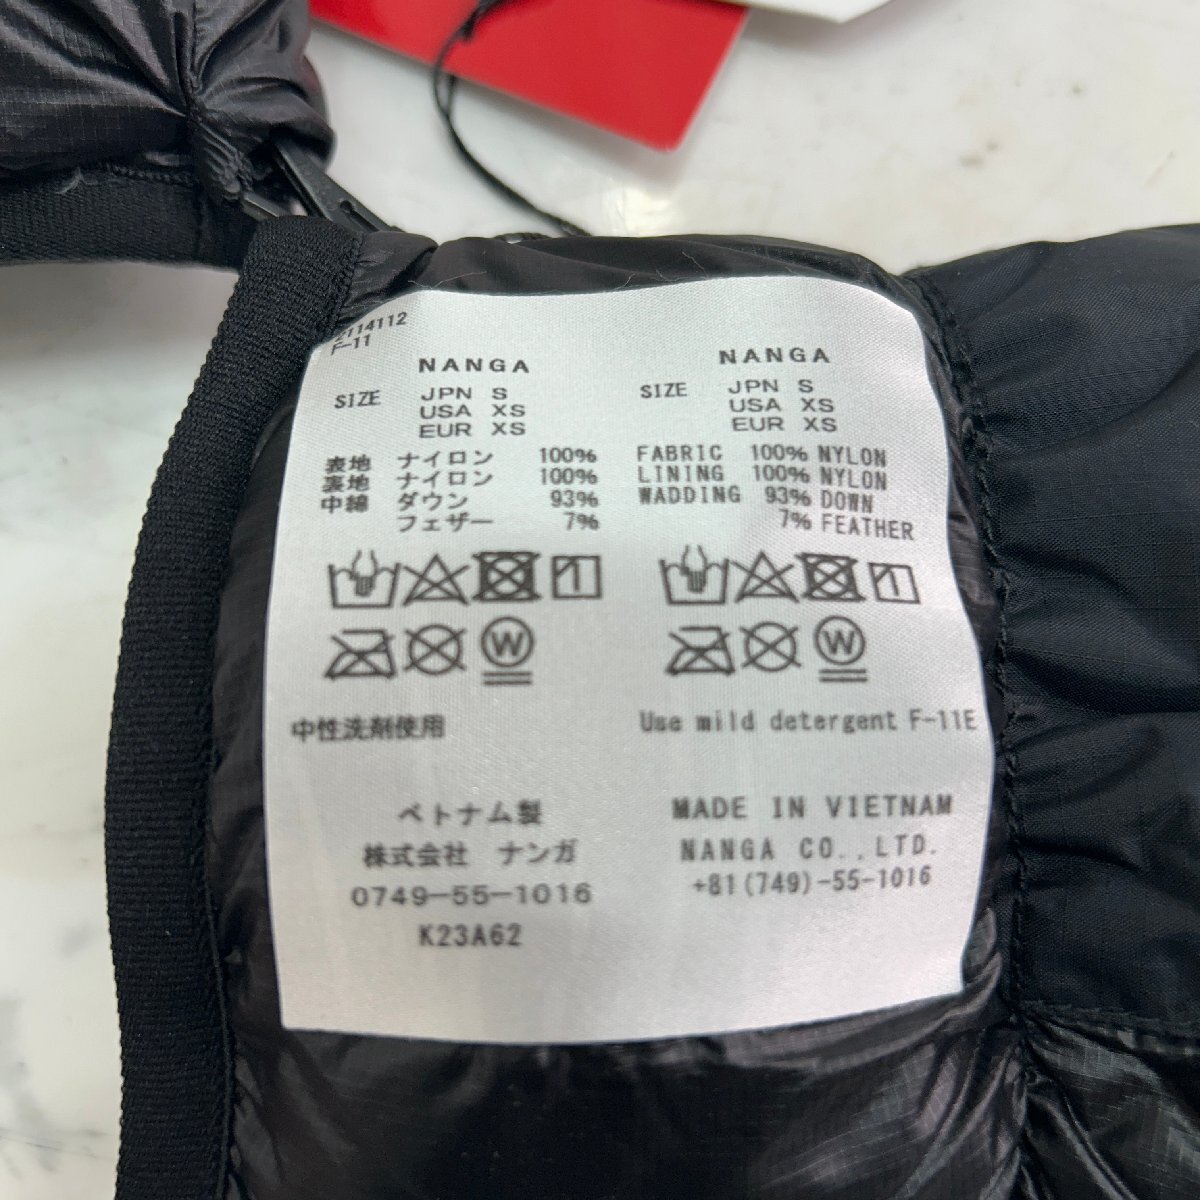 2114112
F-11
NANGA
SIZE JPN S
USA XS
EUR XS
表地 ナイロン 100%
裏地 ナイロン 100%
中綿 ダウン 93%
フェザー 7%
W
中性洗剤使用
ベトナム製
株式会社 ナンガ
0749-55-1016
K23A62
NANGA
SIZE JPN S
USA XS
EUR XS
FABRIC 100% NYLON
LINING 100% NYLON
WADDING 93% DOWN
7% FEATHER
W
Use mild detergent F-11E
MADE IN VIETNAM
NANGA CO.,LTD.
+81(749)-55-1016